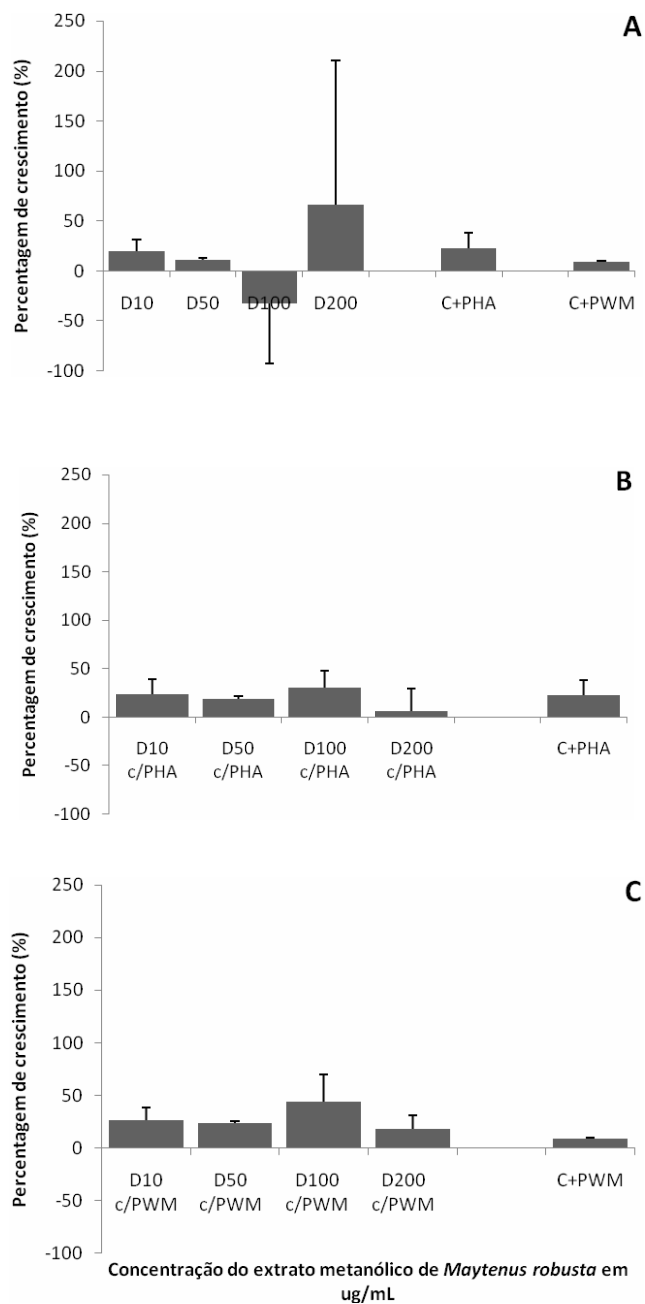 A
Percentagem de crescimento (%)
250
200
150
100
50
0
-50
-100
D10 D50 D100 D200 C+PHA C+PWM
B
Percentagem de crescimento (%)
250
200
150
100
50
0
-50
-100
D10 D50 D100 D200 C+PHA
c/PHA c/PHA c/PHA c/PHA
C
Percentagem de crescimento (%)
250
200
150
100
50
0
-50
-100
D10 D50 D100 D200 C+PWM
c/PWM c/PWM c/PWM c/PWM
Concentração do extrato metanólico de Maytenus robusta em
ug/mL